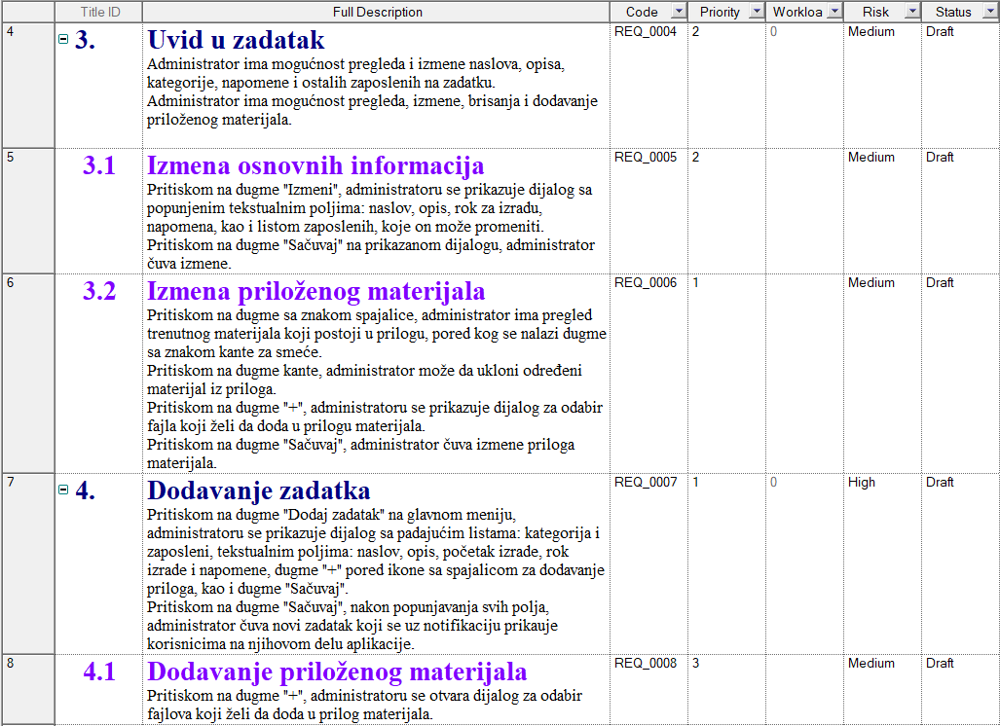 Title ID Full Description Code Priority Workloa Risk Status
4 3. Uvid u zadatak REQ_0004 2 0 Medium Draft
Administrator ima mogućnost pregleda i izmene naslova, opisa,
kategorije, napomene i ostalih zaposlenih na zadatku.
Administrator ima mogućnost pregleda, izmene, brisanja i dodavanje
priloženog materijala.
5 3.1 Izmena osnovnih informacija REQ_0005 2 Medium Draft
Pritiskom na dugme "Izmeni", administratoru se prikazuje dijalog sa
popunjenim tekstualnim poljima: naslov, opis, rok za izradu,
napomena, kao i listom zaposlenih, koje on može promeniti.
Pritiskom na dugme "Sačuvaj" na prikazanom dijalogu, administrator
čuva izmene.
6 3.2 Izmena priloženog materijala REQ_0006 1 Medium Draft
Pritiskom na dugme sa znakom spajalice, administrator ima pregled
trenutnog materijala koji postoji u prilogu, pored kog se nalazi dugme
sa znakom kante za smeće.
Pritiskom na dugme kante, administrator može da ukloni određeni
materijal iz priloga.
Pritiskom na dugme "+", administratoru se prikazuje dijalog za odabir
fajla koji želi da doda u prilogu materijala.
Pritiskom na dugme "Sačuvaj", administrator čuva izmene priloga
materijala.
7 4. Dodavanje zadatka REQ_0007 1 0 High Draft
Pritiskom na dugme "Dodaj zadatak" na glavnom meniju,
administratoru se prikazuje dijalog sa padajućim listama: kategorija i
zaposleni, tekstualnim poljima: naslov, opis, početak izrade, rok
izrade i napomene, dugme "+" pored ikone sa spajalicom za dodavanje
priloga, kao i dugme "Sačuvaj".
Pritiskom na dugme "Sačuvaj", nakon popunjavanja svih polja,
administrator čuva novi zadatak koji se uz notifikaciju prikauje
korisnicima na njihovom delu aplikacije.
8 4.1 Dodavanje priloženog materijala REQ_0008 3 Medium Draft
Pritiskom na dugme "+", administratoru se otvara dijalog za odabir
fajlova koji želi da doda u prilog materijala.